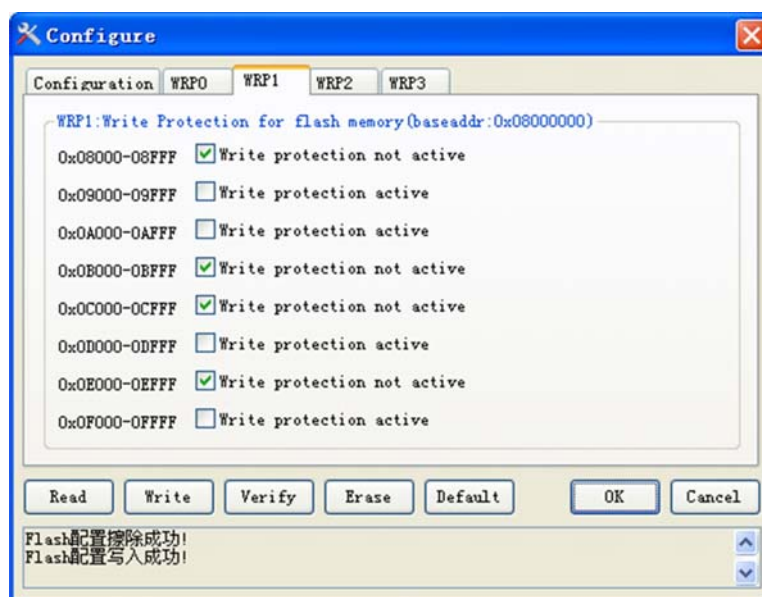 Configure
Configuration WRP0 WRP1 WRP2 WRP3
WRP1:Write Protection for flash memory(baseaddr:0x08000000)
0x08000-08FFF Write protection not active
0x09000-09FFF Write protection active
0x0A000-0AFFF Write protection active
0x0B000-0BFFF Write protection not active
0x0C000-0CFFF Write protection not active
0x0D000-0DFFF Write protection active
0x0E000-0EFFF Write protection not active
0x0F000-0FFFF Write protection active
Read Write Verify Erase Default OK Cancel
Flash配置擦除成功!
Flash配置写入成功!